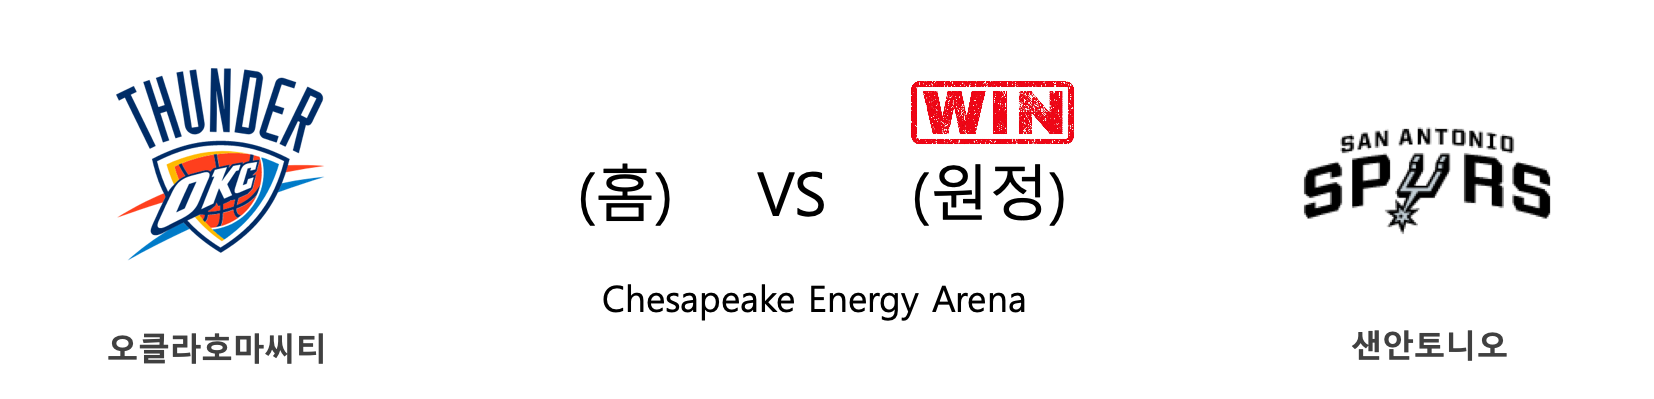 THUNDER
OKC
오클라호마씨티
(홈) VS (원정)
WIN
Chesapeake Energy Arena
SAN ANTONIO
SPURS
샌안토니오